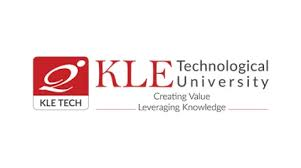 KLE TECH
KLE Technological
University
Creating Value
Leveraging Knowledge